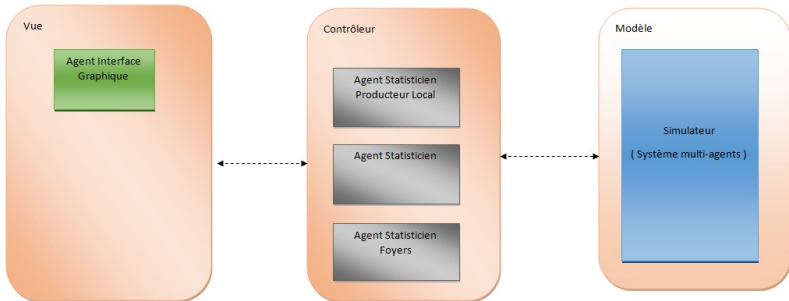 Vue
Agent Interface
Graphique
Contrôleur
Agent Statisticien
Producteur Local
Agent Statisticien
Agent Statisticien
Foyers
Modèle
Simulateur
( Système multi-agents )